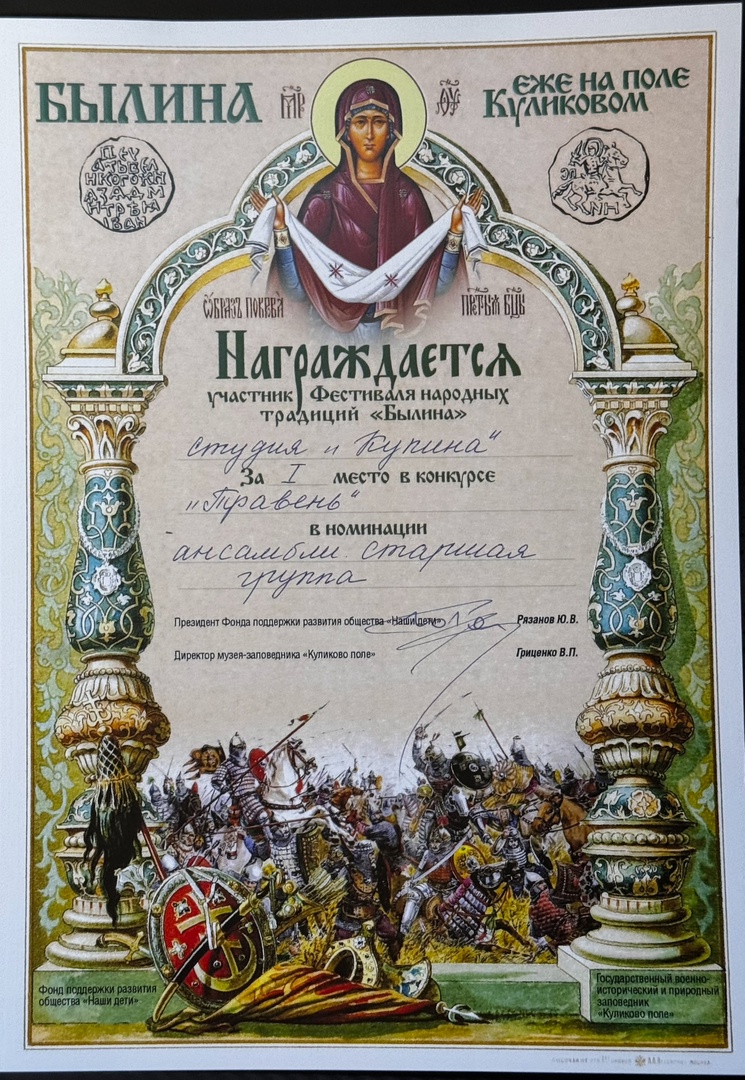 БЫЛИНА
ЕЖЕ НА ПОЛЕ
КУЛИКОВОМ
МР ѲУ
ѠБРАЗЪ ПОКРОВА
ПРЕТЫѦ БЦЫ
НАГРАЖДАЕТСЯ
УЧАСТНИК ФЕСТИВАЛЯ НАРОДНЫХ
ТРАДИЦИЙ «БЫЛИНА»
студия "Купина"
ЗА I МЕСТО В КОНКУРСЕ
"Травень"
В НОМИНАЦИИ
ансамбли. старшая
группа
Президент Фонда поддержки развития общества «Наши дети» Рязанов Ю.В.
Директор музея-заповедника «Куликово поле» Гриценко В.П.
Фонд поддержки развития
общества «Наши дети»
Государственный военно-
исторический и природный
заповедник
«Куликово поле»